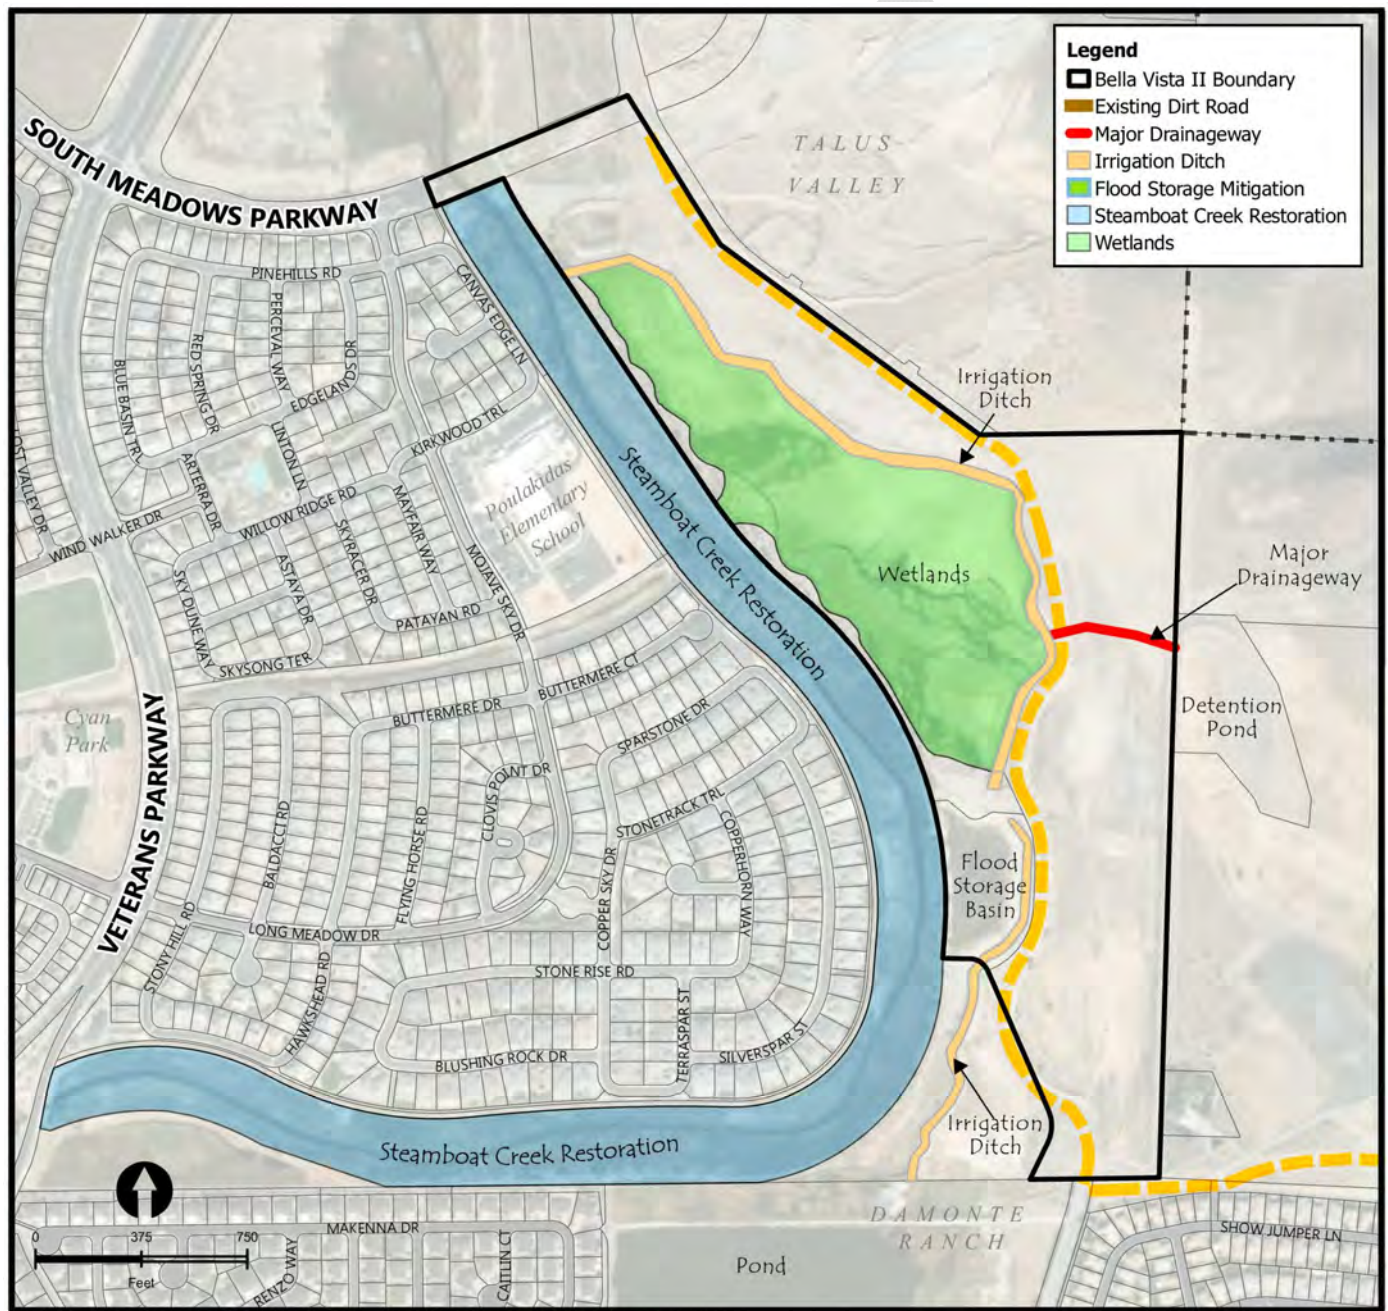 Legend
Bella Vista II Boundary
Existing Dirt Road
Major Drainageway
Irrigation Ditch
Flood Storage Mitigation
Steamboat Creek Restoration
Wetlands
TALUS
VALLEY
SOUTH MEADOWS PARKWAY
PINEHILLS RD
CANVAS EDGE LN
PERCEVAL WAY
RED SPRING DR
EDGELANDS DR
BLUE BASIN TRL
KIRKWOOD TRL
LINTON LN
ARTERRA DR
WILLOW RIDGE RD
MAYFAIR WAY
WIND WALKER DR
SKYRACER DR
ASTAYA DR
MOJAVE SKY DR
SKY DUNE WAY
PATAYAN RD
SKYSONG TER
Poulakidas
Elementary
School
Steamboat Creek Restoration
Irrigation
Ditch
Wetlands
Major
Drainageway
Detention
Pond
Cyan
Park
VETERANS PARKWAY
BUTTERMERE CT
BUTTERMERE DR
SPARSTONE DR
CLOVIS POINT DR
STONETRACK TRL
COPPERHORN WAY
BALDACCI RD
FLYING HORSE RD
COPPER SKY DR
Flood
Storage
Basin
STONY HILL RD
LONG MEADOW DR
HAWKSHEAD RD
STONE RISE RD
TERRASPAR ST
SILVERSPAR ST
BLUSHING ROCK DR
Irrigation
Ditch
Steamboat Creek Restoration
DAMONTE
RANCH
0 375 750
Feet
MAKENNA DR
RENZO WAY
CAITLIN CT
Pond
SHOW JUMPER LN